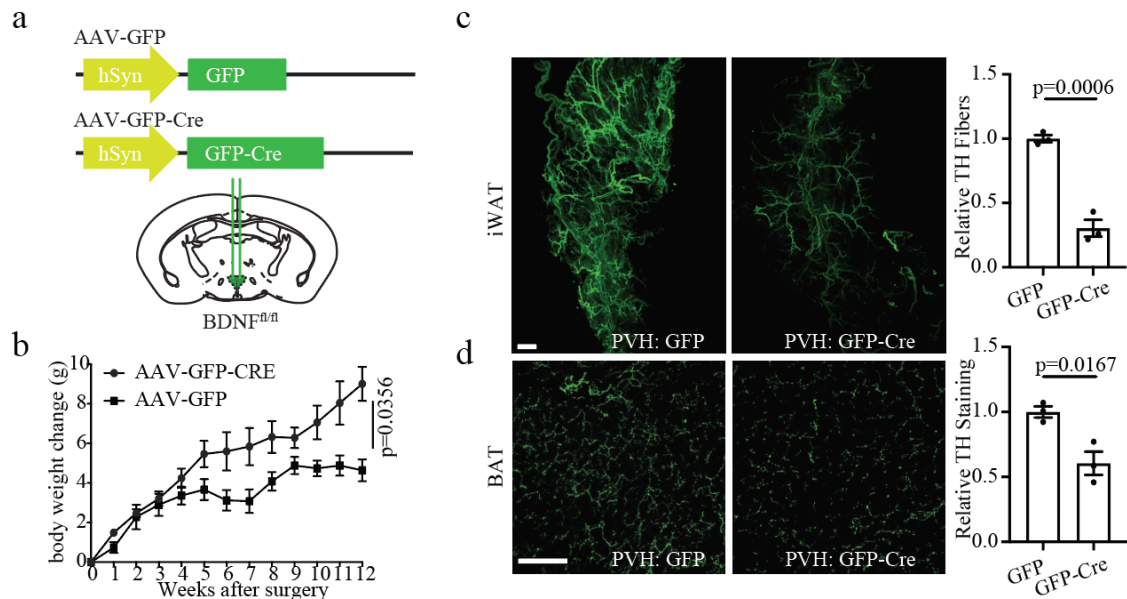 a
AAV-GFP
hSyn
GFP
AAV-GFP-Cre
hSyn
GFP-Cre
BDNFfl/fl
b
body weight change (g)
10
8
6
4
2
0
AAV-GFP-CRE
AAV-GFP
p=0.0356
0 1 2 3 4 5 6 7 8 9 10 11 12
Weeks after surgery
c
iWAT
PVH: GFP
PVH: GFP-Cre
Relative TH Fibers
1.5
1.0
0.5
0.0
p=0.0006
GFP
GFP-Cre
d
BAT
PVH: GFP
PVH: GFP-Cre
Relative TH Staining
1.5
1.0
0.5
0.0
p=0.0167
GFP
GFP-Cre